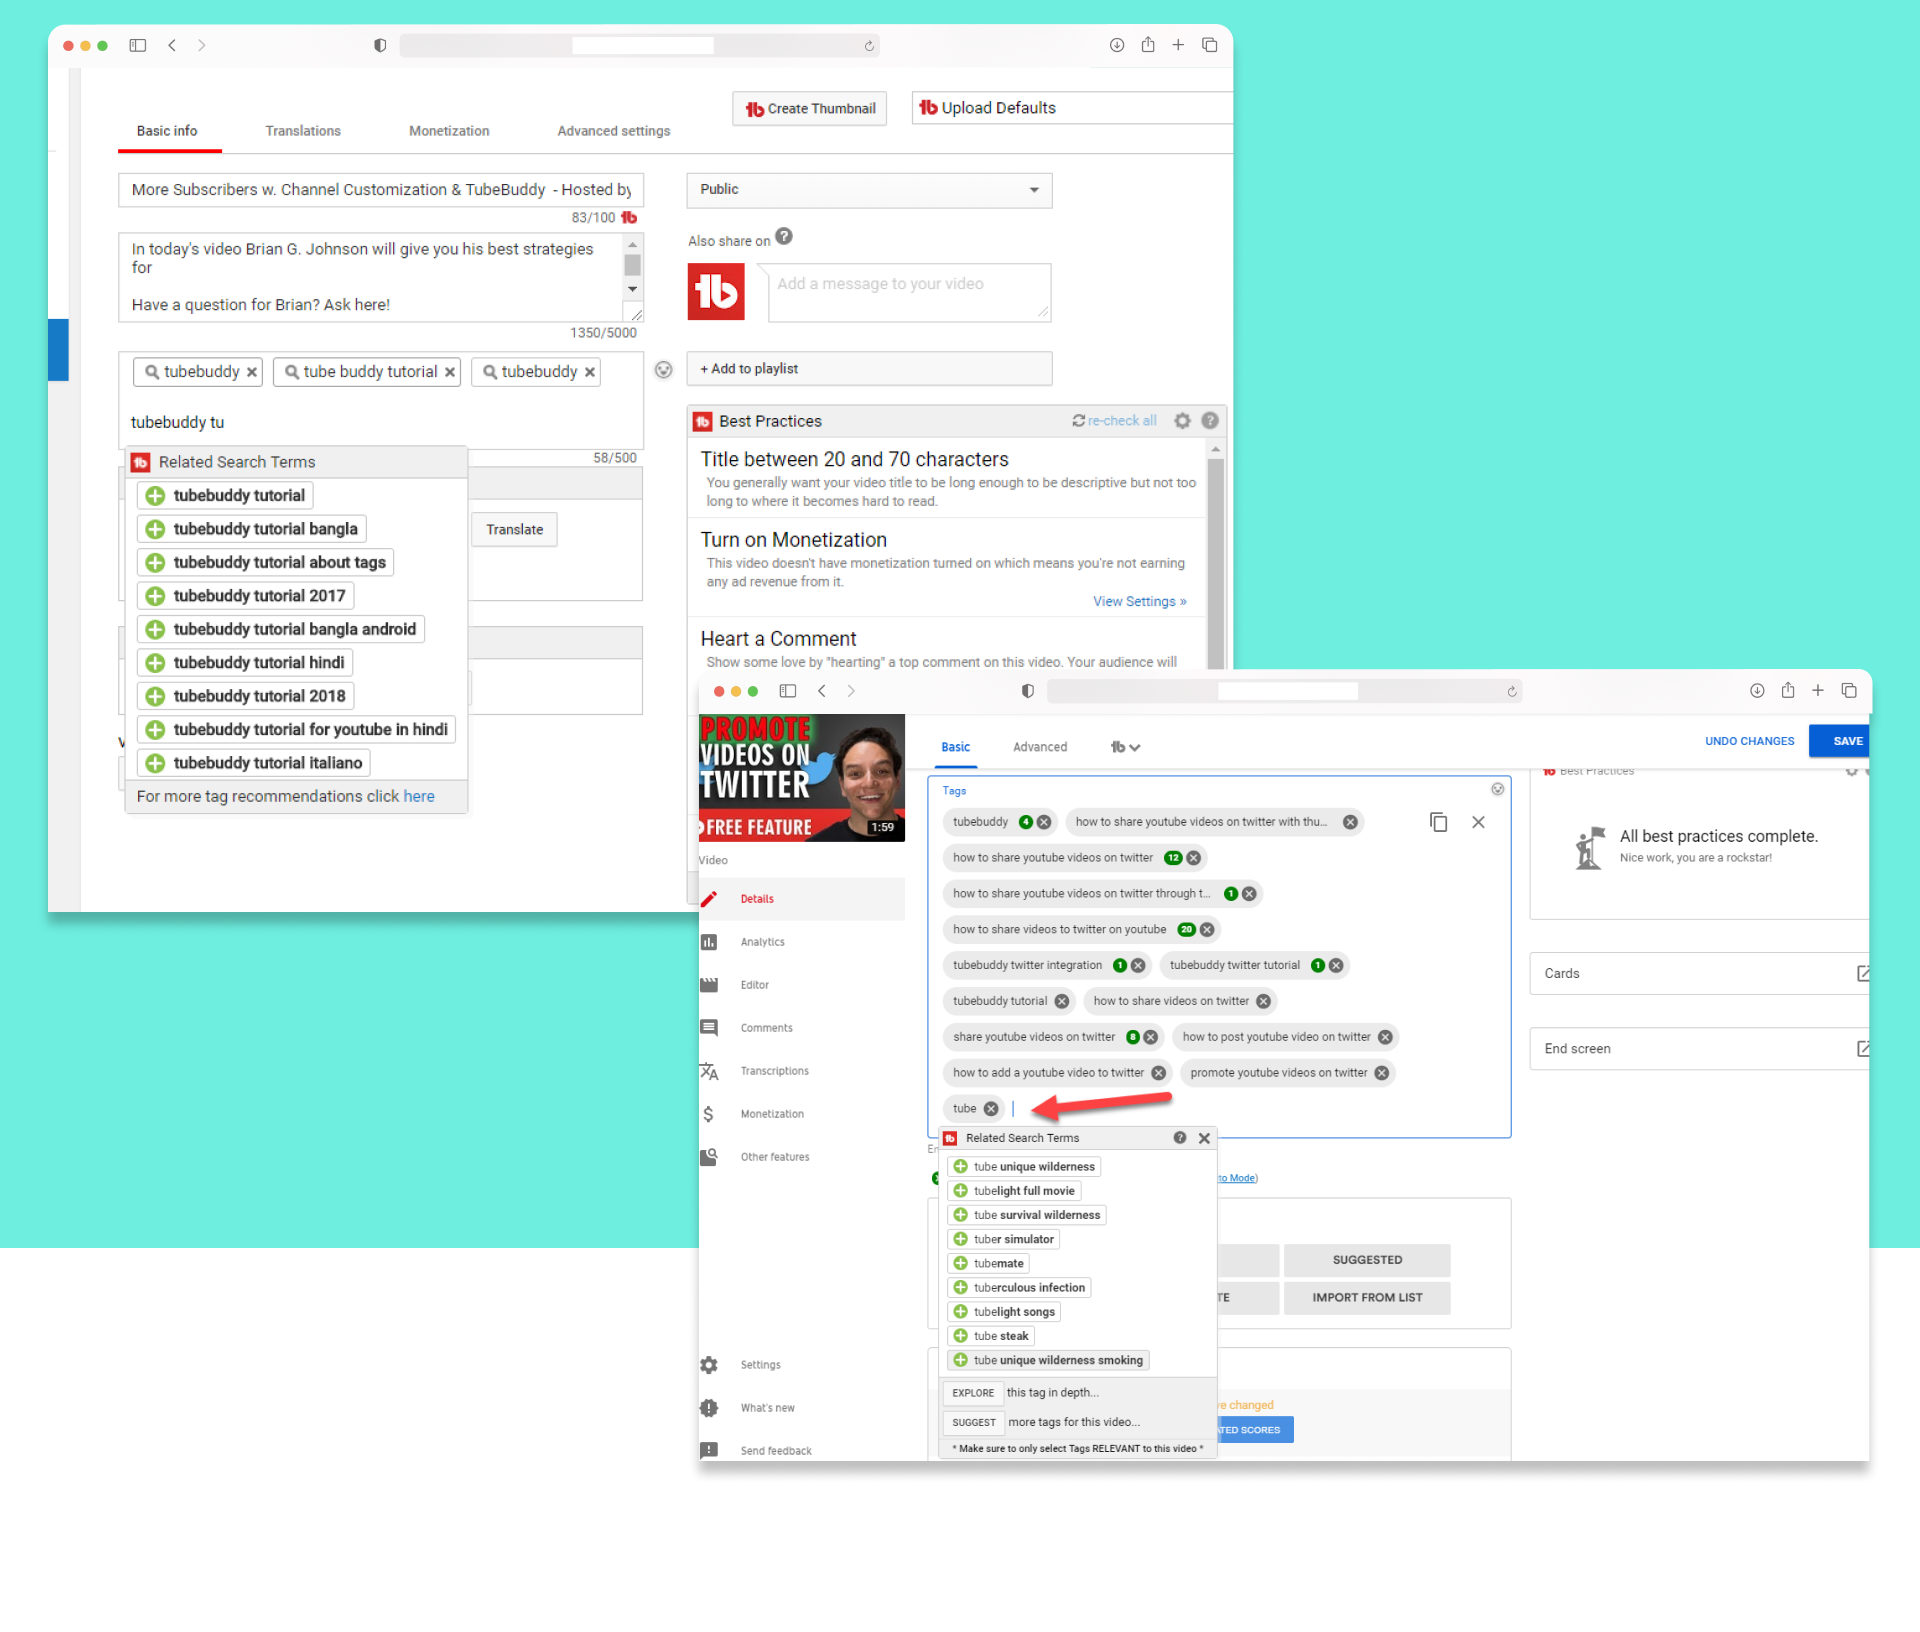 Create Thumbnail
Upload Defaults
Basic info
Translations
Monetization
Advanced settings
More Subscribers w. Channel Customization & TubeBuddy - Hosted by
83/100
In today's video Brian G. Johnson will give you his best strategies
for
Have a question for Brian? Ask here!
1350/5000
tubebuddy
tube buddy tutorial
tubebuddy
tubebuddy tu
58/500
Related Search Terms
tubebuddy tutorial
tubebuddy tutorial bangla
tubebuddy tutorial about tags
tubebuddy tutorial 2017
tubebuddy tutorial bangla android
tubebuddy tutorial hindi
tubebuddy tutorial 2018
tubebuddy tutorial for youtube in hindi
tubebuddy tutorial italiano
For more tag recommendations click here
Translate
Public
Also share on
Add a message to your video
+ Add to playlist
Best Practices
re-check all
Title between 20 and 70 characters
You generally want your video title to be long enough to be descriptive but not too
long to where it becomes hard to read.
Turn on Monetization
This video doesn't have monetization turned on which means you're not earning
any ad revenue from it.
View Settings »
Heart a Comment
Show some love by "hearting" a top comment on this video. Your audience will
PROMOTE
VIDEOS ON
TWITTER
FREE FEATURE
1:59
Video
Details
Analytics
Editor
Comments
Transcriptions
Monetization
Other features
Settings
What's new
Send feedback
Basic
Advanced
UNDO CHANGES
SAVE
Tags
tubebuddy 4
how to share youtube videos on twitter with thu...
how to share youtube videos on twitter 12
how to share youtube videos on twitter through t... 1
how to share videos to twitter on youtube 20
tubebuddy twitter integration 1
tubebuddy twitter tutorial 1
tubebuddy tutorial
how to share videos on twitter
share youtube videos on twitter 8
how to post youtube video on twitter
how to add a youtube video to twitter
promote youtube videos on twitter
tube
Related Search Terms
tube unique wilderness
tubelight full movie
tube survival wilderness
tuber simulator
tubemate
tuberculous infection
tubelight songs
tube steak
tube unique wilderness smoking
EXPLORE this tag in depth...
SUGGEST more tags for this video...
* Make sure to only select Tags RELEVANT to this video *
to Mode)
SUGGESTED
IMPORT FROM LIST
changed
SCORES
Best Practices
All best practices complete.
Nice work, you are a rockstar!
Cards
End screen